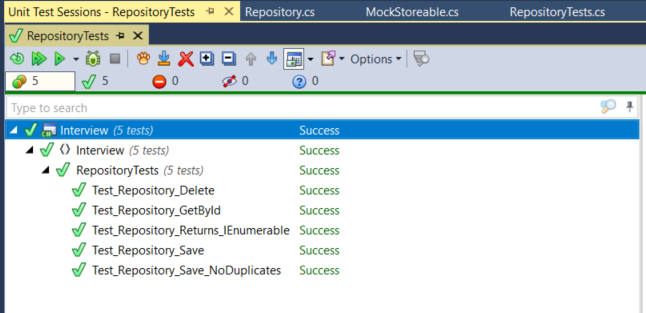 Unit Test Sessions - RepositoryTests Repository.cs MockStoreable.cs RepositoryTests.cs
RepositoryTests
Options
5 5 0 0 0
Type to search
Interview (5 tests) Success
Interview (5 tests) Success
RepositoryTests (5 tests) Success
Test_Repository_Delete Success
Test_Repository_GetById Success
Test_Repository_Returns_IEnumerable Success
Test_Repository_Save Success
Test_Repository_Save_NoDuplicates Success